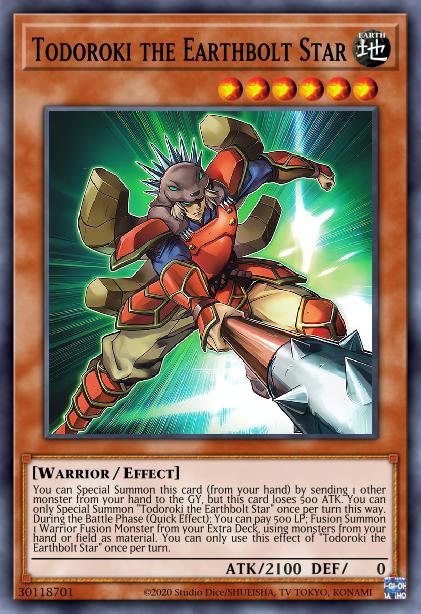 TODOROKI THE EARTHBOLT STAR
EARTH
地
[WARRIOR / EFFECT]
You can Special Summon this card (from your hand) by sending 1 other
monster from your hand to the GY, but this card loses 500 ATK. You can
only Special Summon "Todoroki the Earthbolt Star" once per turn this way.
During the Battle Phase (Quick Effect): You can pay 500 LP; Fusion Summon
1 Warrior Fusion Monster from your Extra Deck, using monsters from your
hand or field as material. You can only use this effect of "Todoroki the
Earthbolt Star" once per turn.
ATK/2100 DEF/ 0
30118701 ©2020 Studio Dice/SHUEISHA, TV TOKYO, KONAMI